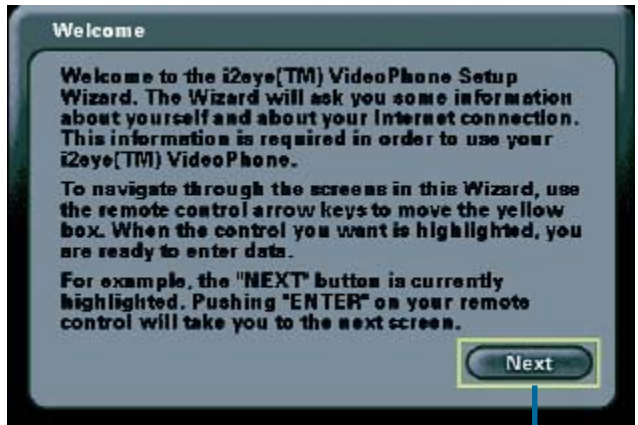 Welcome
Welcome to the i2eye(TM) VideoPhone Setup
Wizard. The Wizard will ask you some information
about yourself and about your Internet connection.
This information is required in order to use your
i2eye(TM) VideoPhone.
To navigate through the screens in this Wizard, use
the remote control arrow keys to move the yellow
box. When the control you want is highlighted, you
are ready to enter data.
For example, the "NEXT" button is currently
highlighted. Pushing "ENTER" on your remote
control will take you to the next screen.
Next